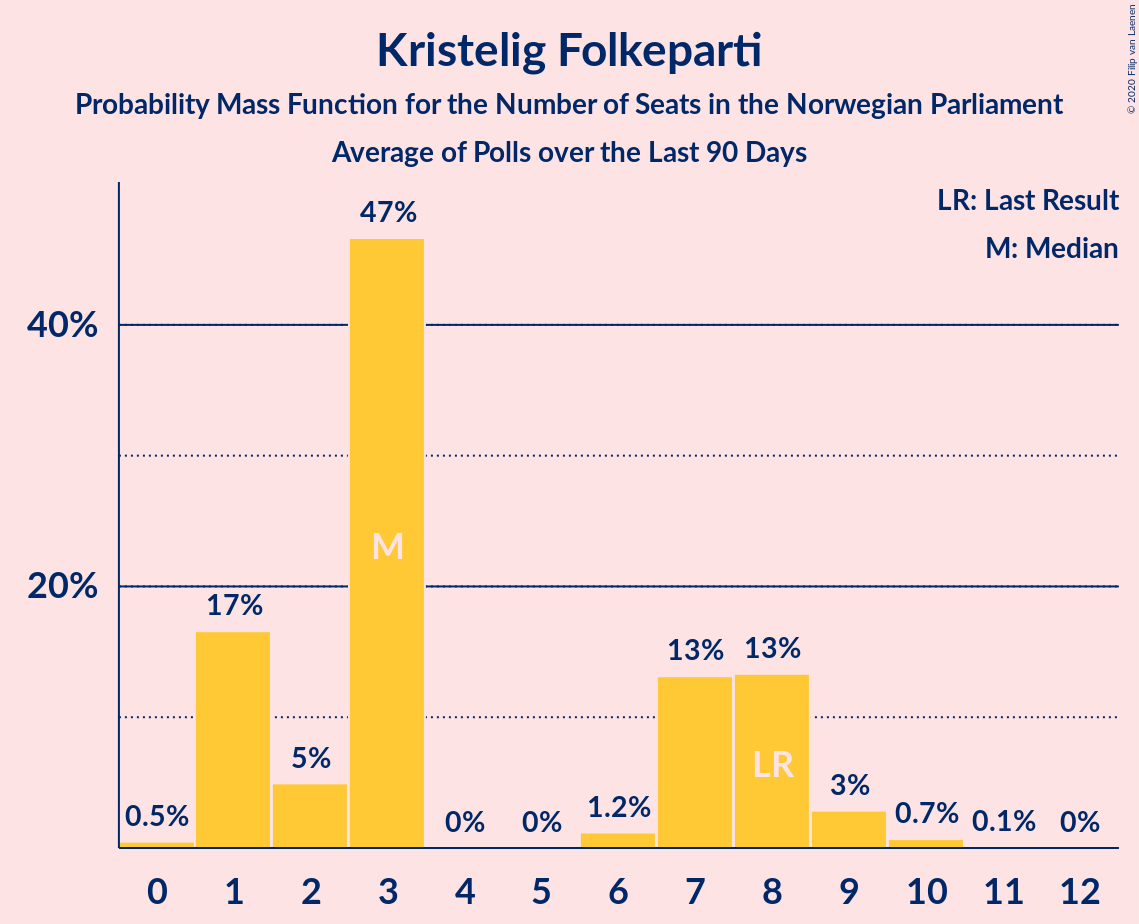 © 2020 Filip van Laenen
Kristelig Folkeparti
Probability Mass Function for the Number of Seats in the Norwegian Parliament
Average of Polls over the Last 90 Days
LR: Last Result
M: Median
40%
20%
0.5%
17%
5%
47%
0%
0%
1.2%
13%
13%
3%
0.7%
0.1%
0%
M
LR
0 1 2 3 4 5 6 7 8 9 10 11 12